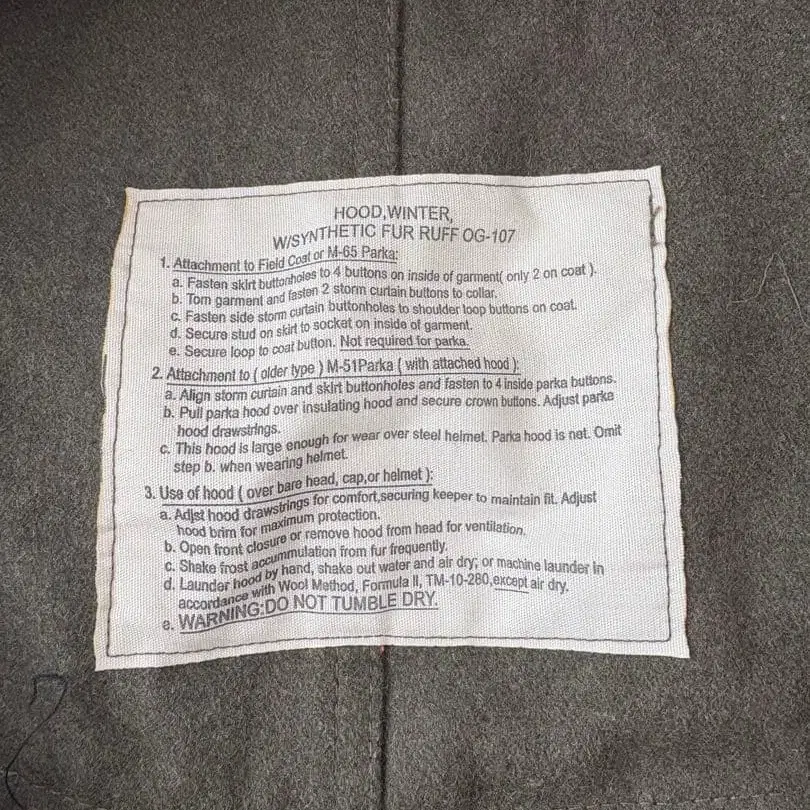 HOOD,WINTER,
W/SYNTHETIC FUR RUFF OG-107
1. Attachment to Field Coat or M-65 Parka:
a. Fasten skirt buttonholes to 4 buttons on inside of garment( only 2 on coat ).
b. Tom garment and fasten 2 storm curtain buttons to collar.
c. Fasten side storm curtain buttonholes to shoulder loop buttons on coat.
d. Secure stud on skirt to socket on inside of garment.
e. Secure loop to coat button. Not required for parka.
2. Attachment to ( older type ) M-51Parka ( with attached hood ):
a. Align storm curtain and skirt buttonholes and fasten to 4 inside parka buttons.
b. Pull parka hood over insulating hood and secure crown buttons. Adjust parka
hood drawstrings.
c. This hood is large enough for wear over steel helmet. Parka hood is net. Omit
step b. when wearing helmet.
3. Use of hood ( over bare head, cap,or helmet ):
a. Adjst hood drawstrings for comfort,securing keeper to maintain fit. Adjust
hood brim for maximum protection.
b. Open front closure or remove hood from head for ventilation.
c. Shake frost accummulation from fur frequently.
d. Launder hood by hand, shake out water and air dry; or machine launder in
accordance with Wool Method, Formula II, TM-10-280,except air dry.
e. WARNING:DO NOT TUMBLE DRY.